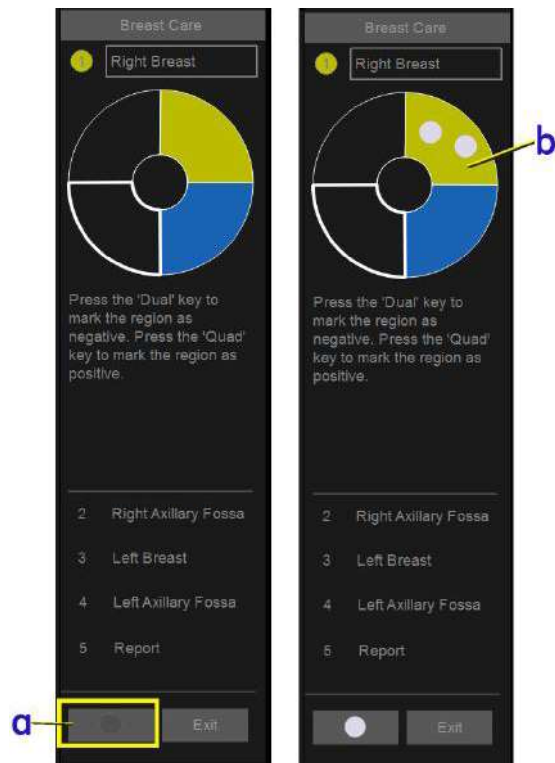 Breast Care
1 Right Breast
Press the 'Dual' key to
mark the region as
negative. Press the 'Quad'
key to mark the region as
positive.
2 Right Axillary Fossa
3 Left Breast
4 Left Axillary Fossa
5 Report
Exit
a
Breast Care
1 Right Breast
b
Press the 'Dual' key to
mark the region as
negative. Press the 'Quad'
key to mark the region as
positive.
2 Right Axillary Fossa
3 Left Breast
4 Left Axillary Fossa
5 Report
Exit